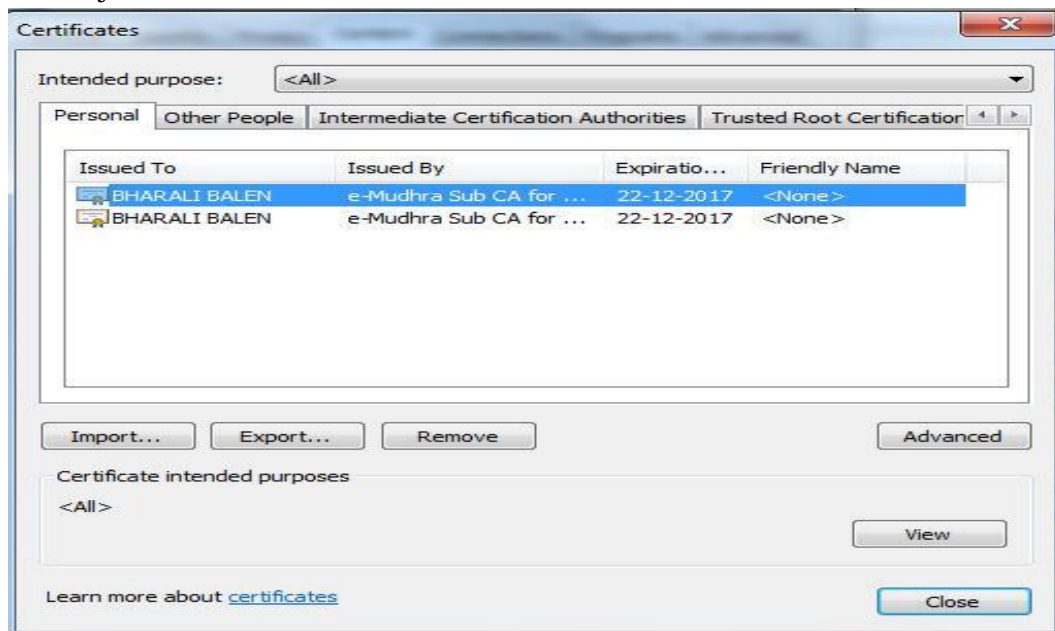 Certificates
Intended purpose: <All>
Personal Other People Intermediate Certification Authorities Trusted Root Certification
Issued To Issued By Expiratio... Friendly Name
BHARALI BALEN e-Mudhra Sub CA for ... 22-12-2017 <None>
BHARALI BALEN e-Mudhra Sub CA for ... 22-12-2017 <None>
Import... Export... Remove Advanced
Certificate intended purposes
<All>
View
Learn more about certificates
Close